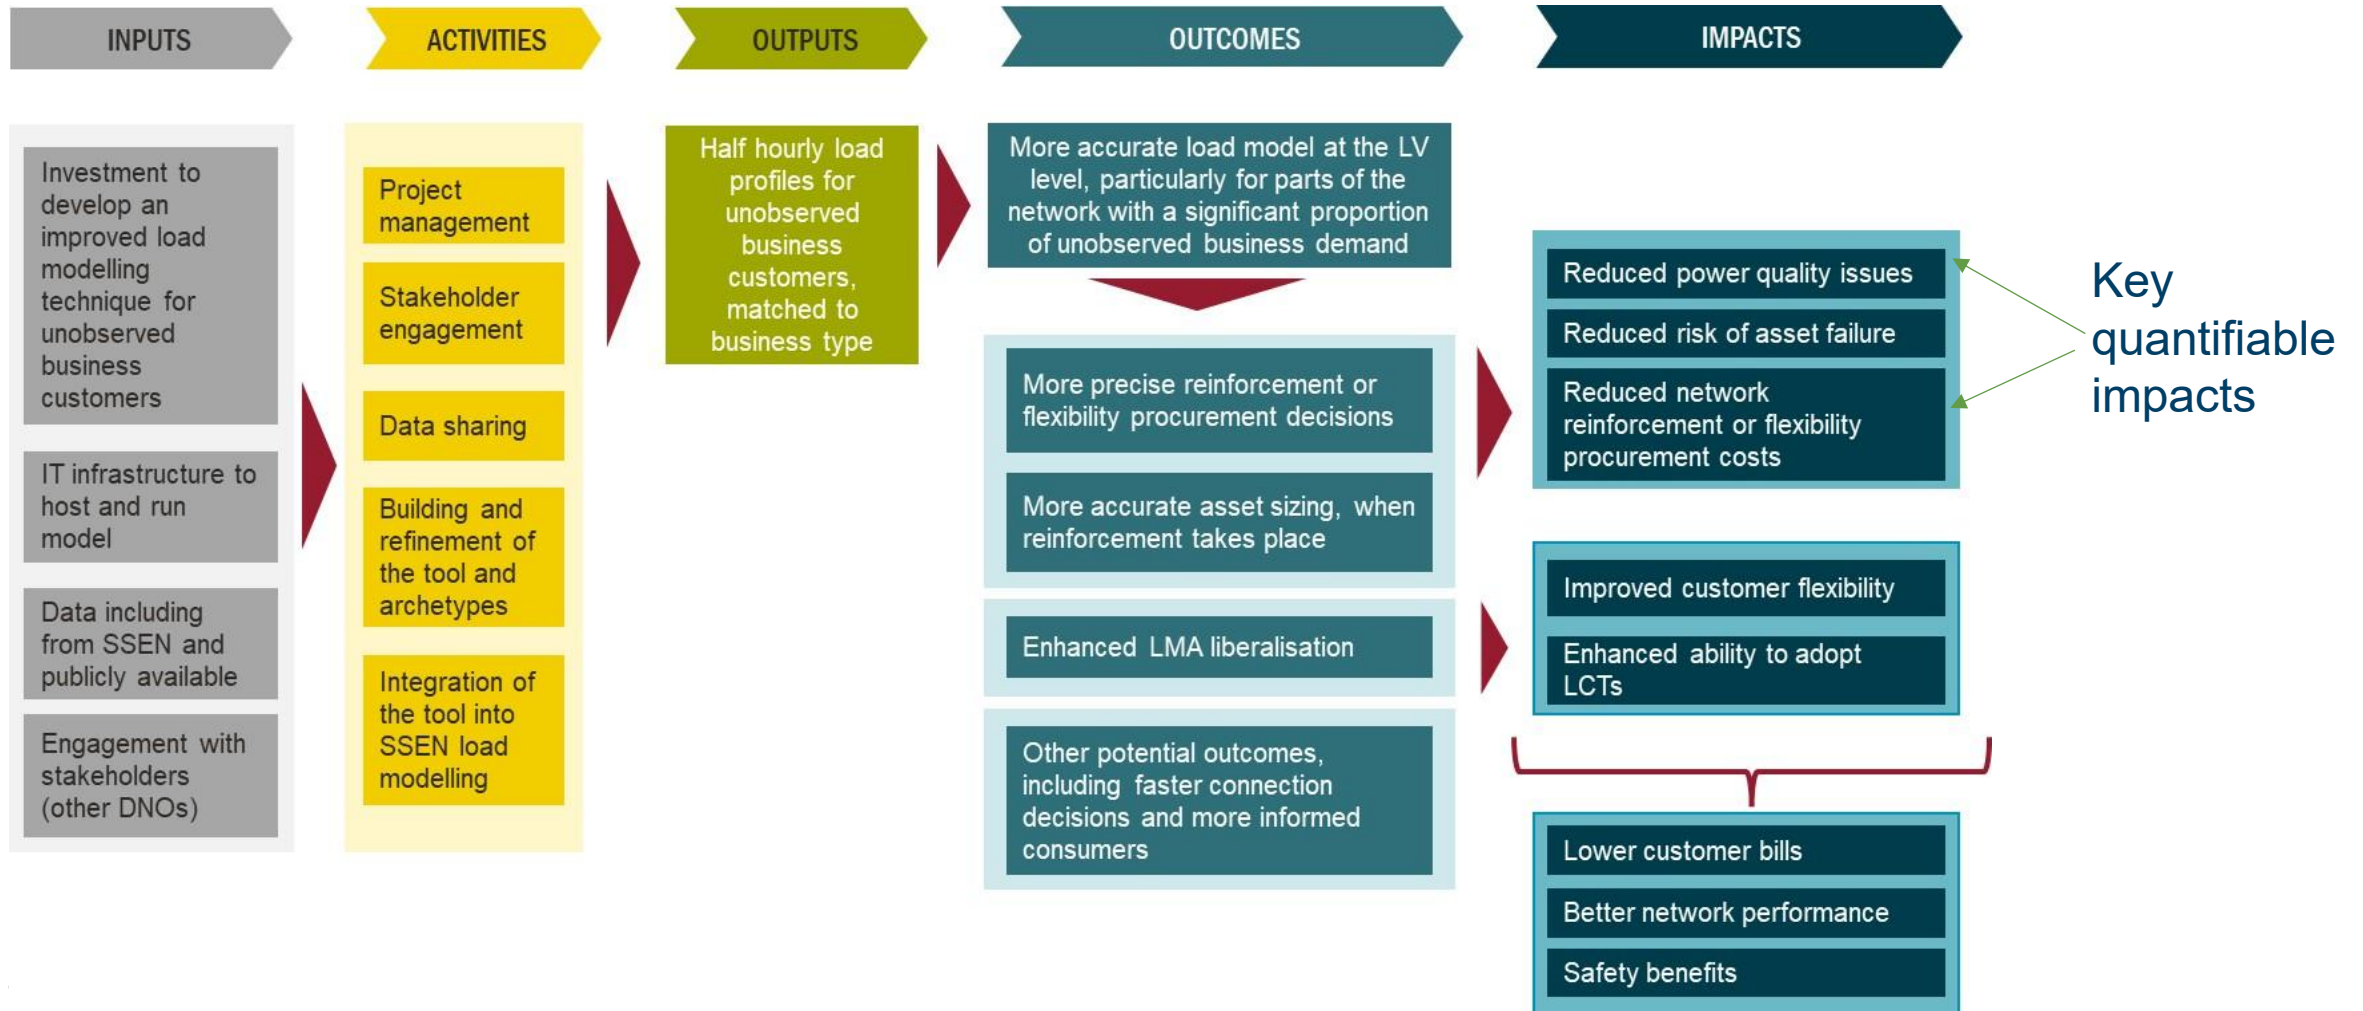 INPUTS
ACTIVITIES
OUTPUTS
OUTCOMES
IMPACTS
Investment to
develop an
improved load
modelling
technique for
unobserved
business
customers
IT infrastructure to
host and run
model
Data including
from SSEN and
publicly available
Engagement with
stakeholders
(other DNOs)
Project
management
Stakeholder
engagement
Data sharing
Building and
refinement of
the tool and
archetypes
Integration of
the tool into
SSEN load
modelling
Half hourly load
profiles for
unobserved
business
customers,
matched to
business type
More accurate load model at the LV
level, particularly for parts of the
network with a significant proportion
of unobserved business demand
More precise reinforcement or
flexibility procurement decisions
More accurate asset sizing, when
reinforcement takes place
Enhanced LMA liberalisation
Other potential outcomes,
including faster connection
decisions and more informed
consumers
Reduced power quality issues
Reduced risk of asset failure
Reduced network
reinforcement or flexibility
procurement costs
Improved customer flexibility
Enhanced ability to adopt
LCTs
Lower customer bills
Better network performance
Safety benefits
Key
quantifiable
impacts